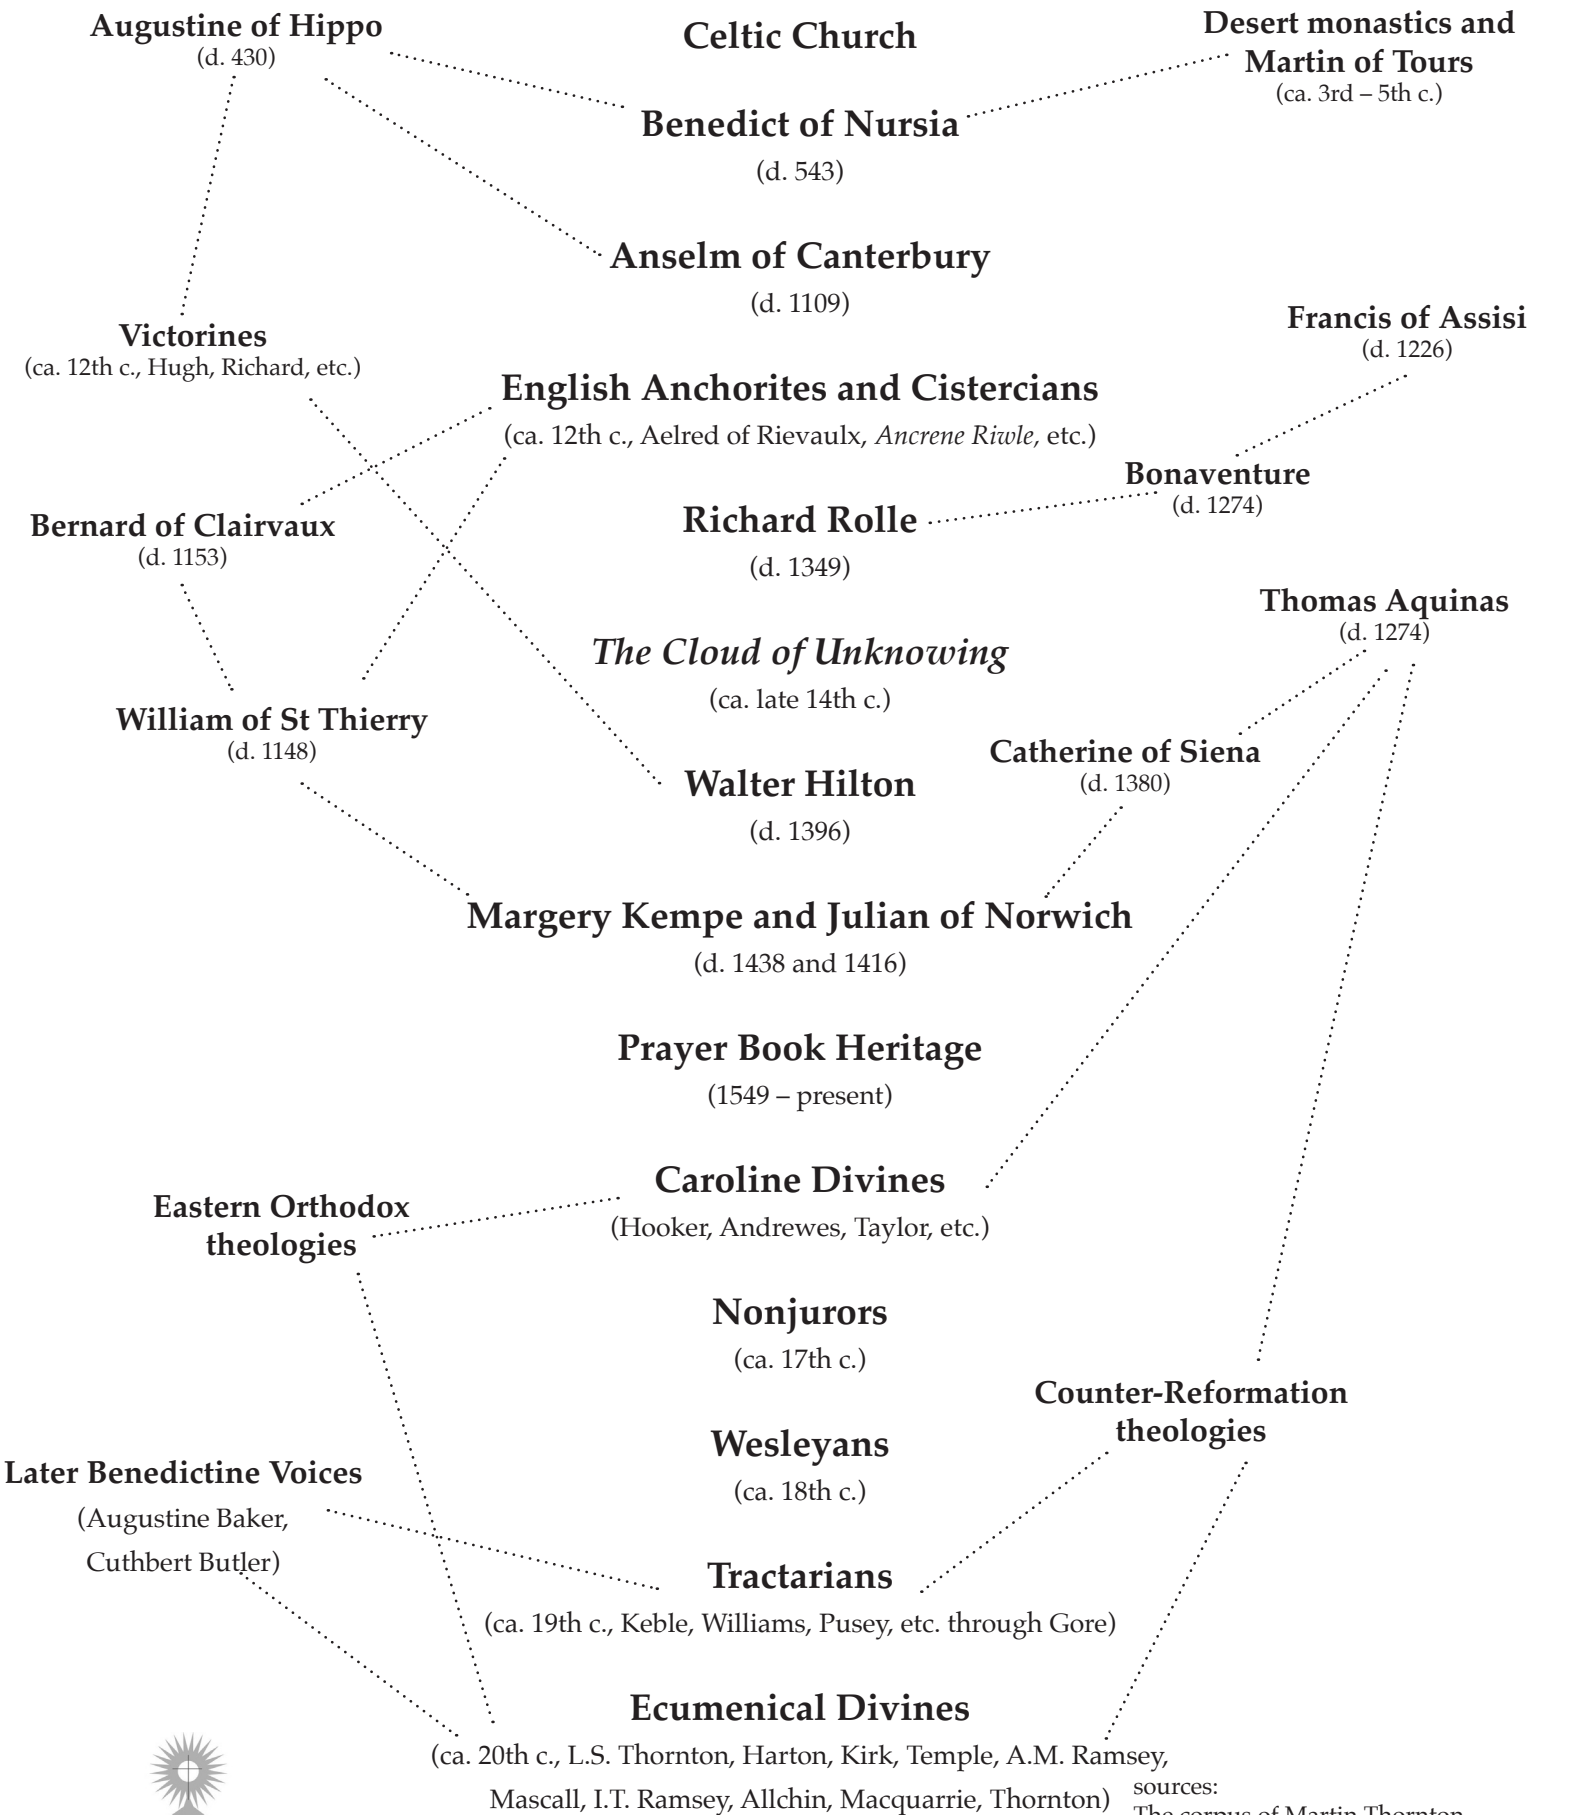 Augustine of Hippo
(d. 430)
Celtic Church
Desert monastics and
Martin of Tours
(ca. 3rd – 5th c.)
Benedict of Nursia
(d. 543)
Anselm of Canterbury
(d. 1109)
Victorines
(ca. 12th c., Hugh, Richard, etc.)
Francis of Assisi
(d. 1226)
English Anchorites and Cistercians
(ca. 12th c., Aelred of Rievaulx, Ancrene Riwle, etc.)
Bonaventure
(d. 1274)
Bernard of Clairvaux
(d. 1153)
Richard Rolle
(d. 1349)
Thomas Aquinas
(d. 1274)
The Cloud of Unknowing
(ca. late 14th c.)
William of St Thierry
(d. 1148)
Catherine of Siena
(d. 1380)
Walter Hilton
(d. 1396)
Margery Kempe and Julian of Norwich
(d. 1438 and 1416)
Prayer Book Heritage
(1549 – present)
Caroline Divines
(Hooker, Andrewes, Taylor, etc.)
Eastern Orthodox
theologies
Nonjurors
(ca. 17th c.)
Counter-Reformation
theologies
Wesleyans
(ca. 18th c.)
Later Benedictine Voices
(Augustine Baker,
Cuthbert Butler)
Tractarians
(ca. 19th c., Keble, Williams, Pusey, etc. through Gore)
Ecumenical Divines
(ca. 20th c., L.S. Thornton, Harton, Kirk, Temple, A.M. Ramsey,
Mascall, I.T. Ramsey, Allchin, Macquarrie, Thornton)
sources:
The corpus of Martin Thornton